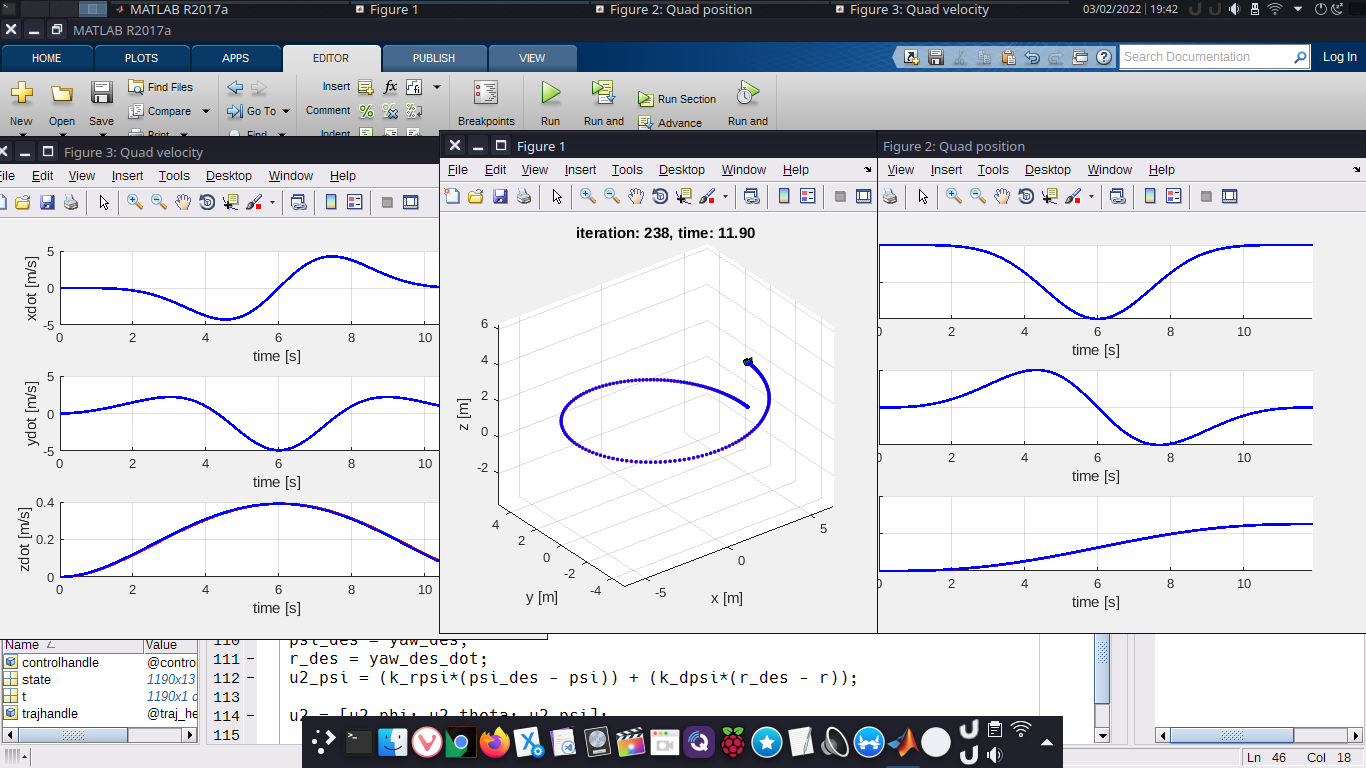 MATLAB R2017a Figure 1 Figure 2: Quad position Figure 3: Quad velocity 03/02/2022 19:42
MATLAB R2017a
HOME PLOTS APPS EDITOR PUBLISH VIEW Search Documentation Log In
New Open Save Find Files Compare Print Go To Find Insert fx Comment Indent Breakpoints Run Run and Run Section Advance Run and
Figure 3: Quad velocity
File Edit View Insert Tools Desktop Window Help
5
0
-5
xdot [m/s]
0 2 4 6 8 10
time [s]
5
0
-5
ydot [m/s]
0 2 4 6 8 10
time [s]
0.4
0.2
0
zdot [m/s]
0 2 4 6 8 10
time [s]
Figure 1
File Edit View Insert Tools Desktop Window Help
iteration: 238, time: 11.90
6
4
2
0
-2
z [m]
4 2 0 -2 -4
y [m]
-5 0 5
x [m]
Figure 2: Quad position
View Insert Tools Desktop Window Help
0 2 4 6 8 10
time [s]
0 2 4 6 8 10
time [s]
0 2 4 6 8 10
time [s]
Name Value
controlhandle @contro
state 1190x13
t 1190x1 d
trajhandle @traj_he
110 psi_des = yaw_des;
111 r_des = yaw_des_dot;
112 u2_psi = (k_rpsi*(psi_des - psi)) + (k_dpsi*(r_des - r));
113
114 u2 = [u2_phi; u2_theta; u2_psi];
115
Ln 46 Col 18